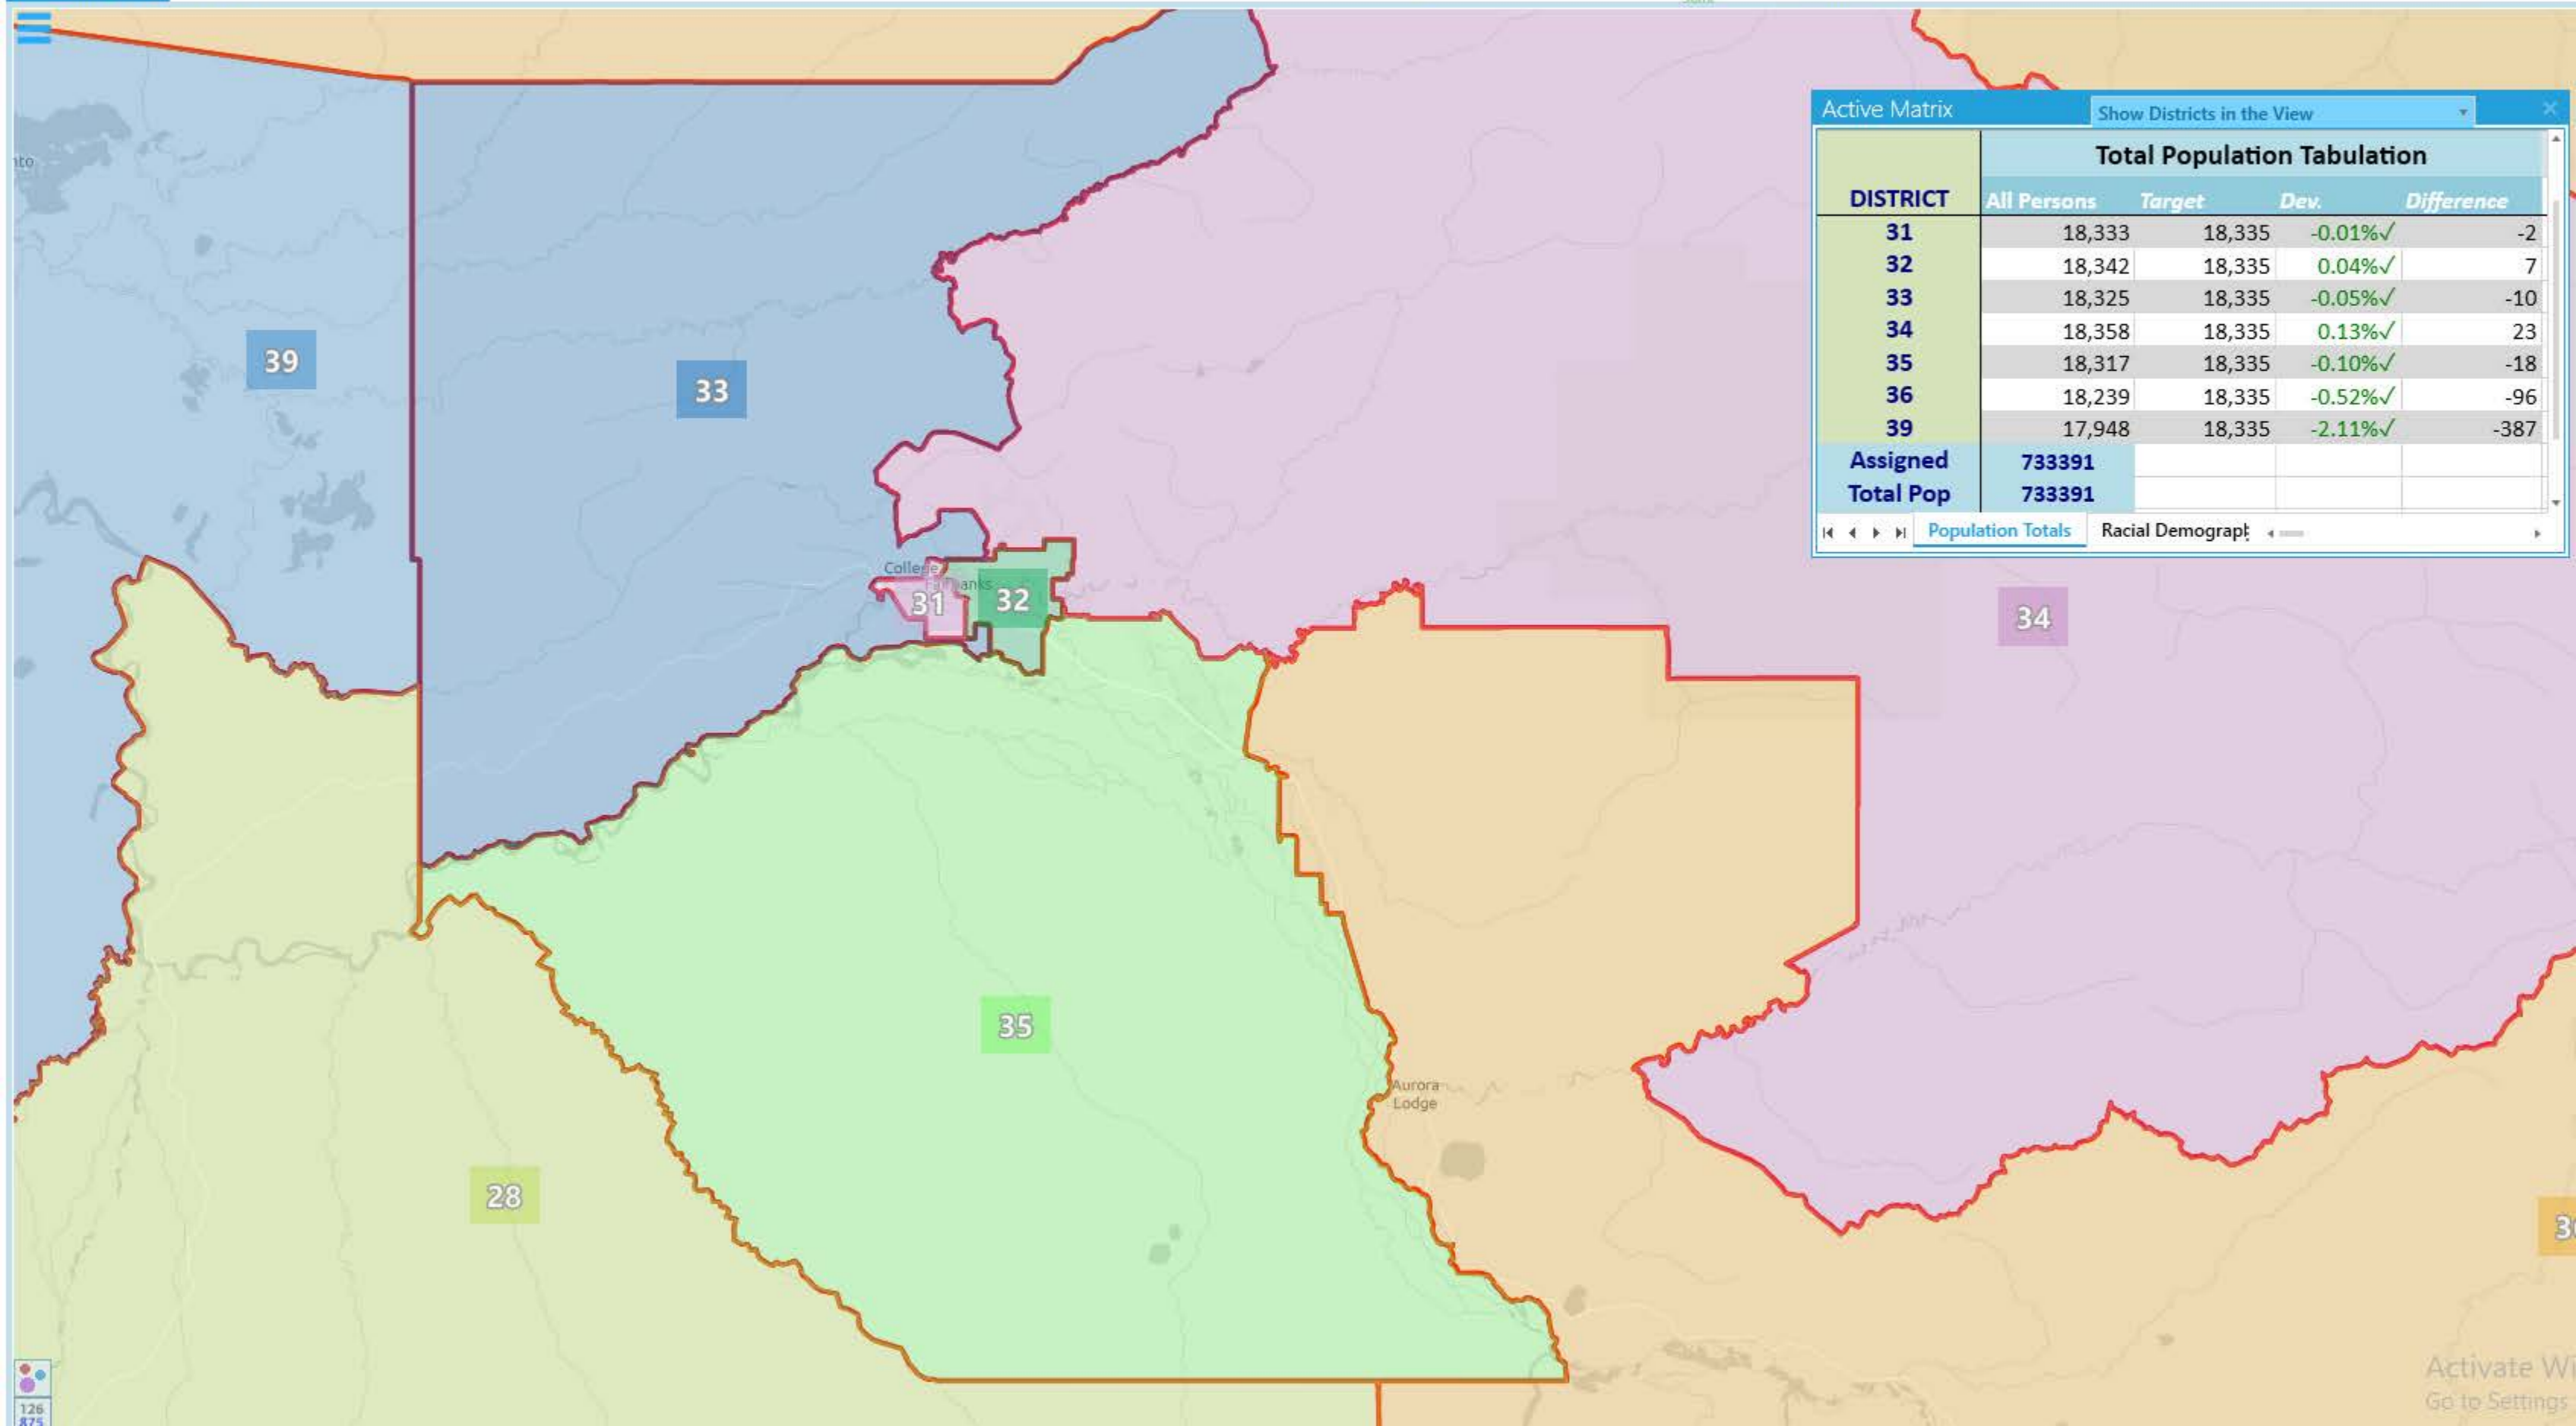 Active Matrix Show Districts in the View
Total Population Tabulation
DISTRICT All Persons Target Dev. Difference
31 18,333 18,335 -0.01%✓ -2
32 18,342 18,335 0.04%✓ 7
33 18,325 18,335 -0.05%✓ -10
34 18,358 18,335 0.13%✓ 23
35 18,317 18,335 -0.10%✓ -18
36 18,239 18,335 -0.52%✓ -96
39 17,948 18,335 -2.11%✓ -387
Assigned 733391
Total Pop 733391
Population Totals Racial Demograp
39
33
College
31
32
34
35
Aurora
Lodge
28
Activate Wi
Go to Settings
126
875